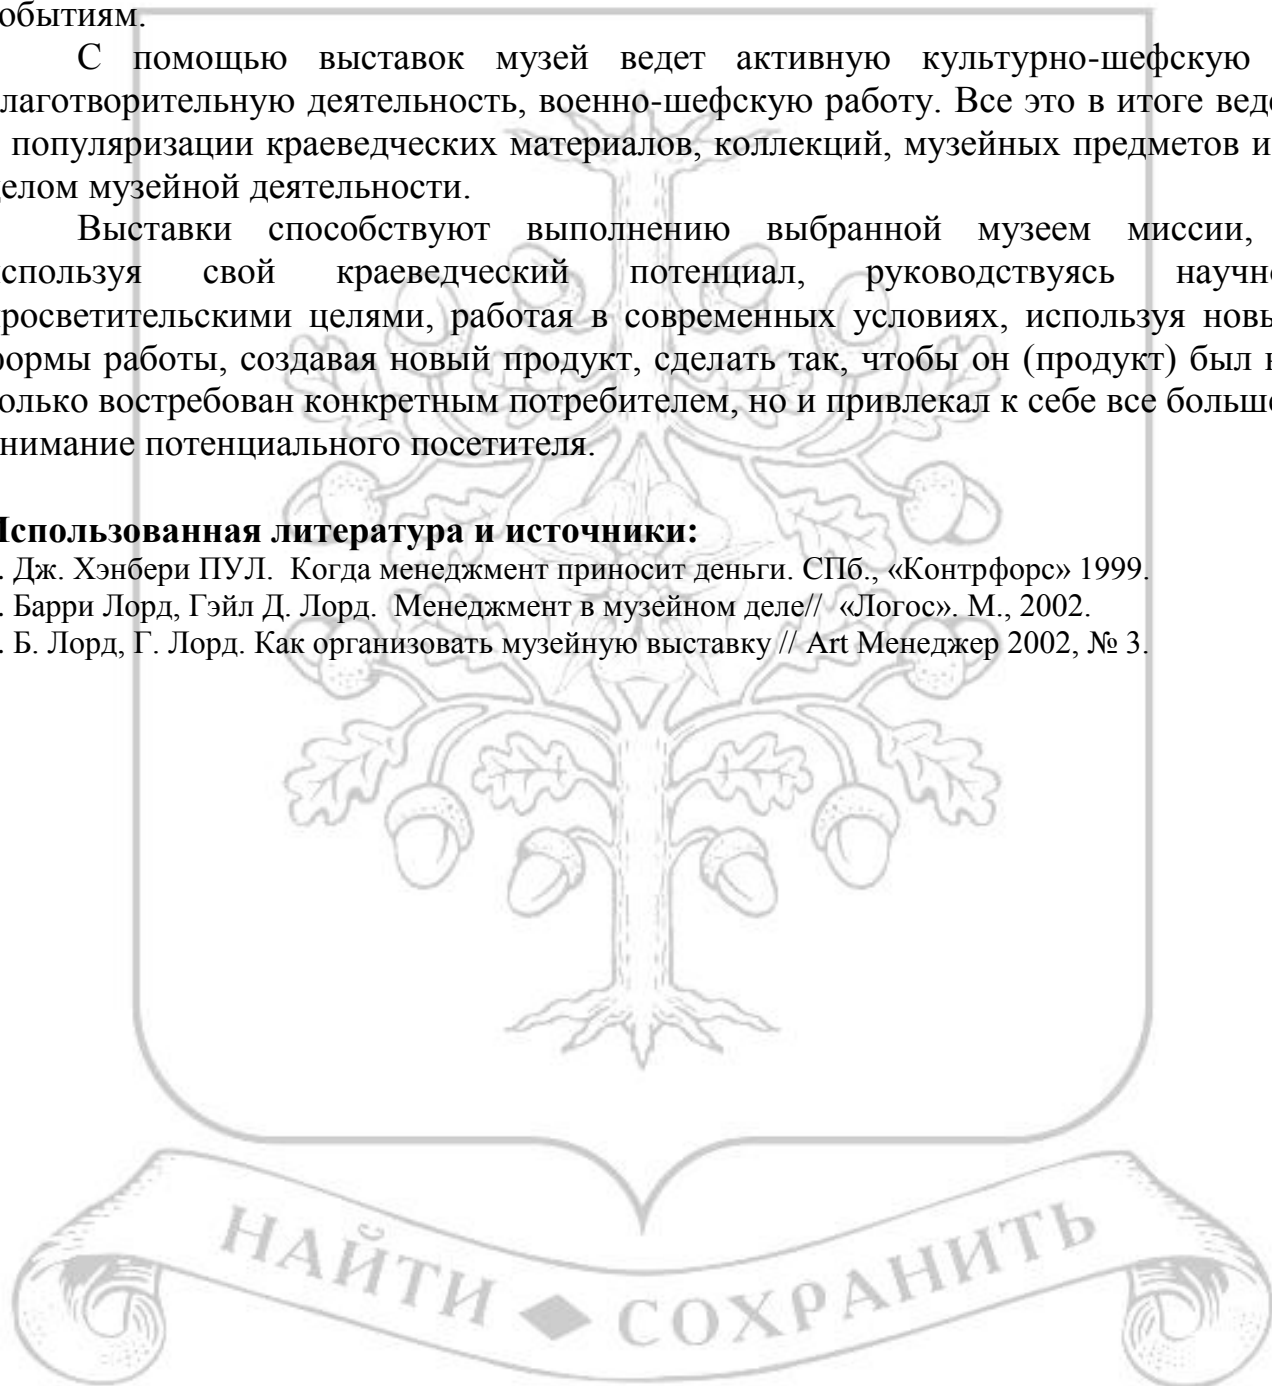 обытиям.
С помощью выставок музей ведет активную культурно-шефскую
лаготворительную деятельность, военно-шефскую работу. Все это в итоге веде
популяризации краеведческих материалов, коллекций, музейных предметов и
целом музейной деятельности.
Выставки способствуют выполнению выбранной музеем миссии,
спользуя свой краеведческий потенциал, руководствуясь научно
росветительскими целями, работая в современных условиях, используя новы
ормы работы, создавая новый продукт, сделать так, чтобы он (продукт) был н
олько востребован конкретным потребителем, но и привлекал к себе все больше
нимание потенциального посетителя.
Использованная литература и источники:
. Дж. Хэнбери ПУЛ. Когда менеджмент приносит деньги. СПб., «Контрфорс» 1999.
. Барри Лорд, Гэйл Д. Лорд. Менеджмент в музейном деле// «Логос». М., 2002.
. Б. Лорд, Г. Лорд. Как организовать музейную выставку // Art Менеджер 2002, № 3.
НАЙТИ ◆ СОХРАНИТЬ